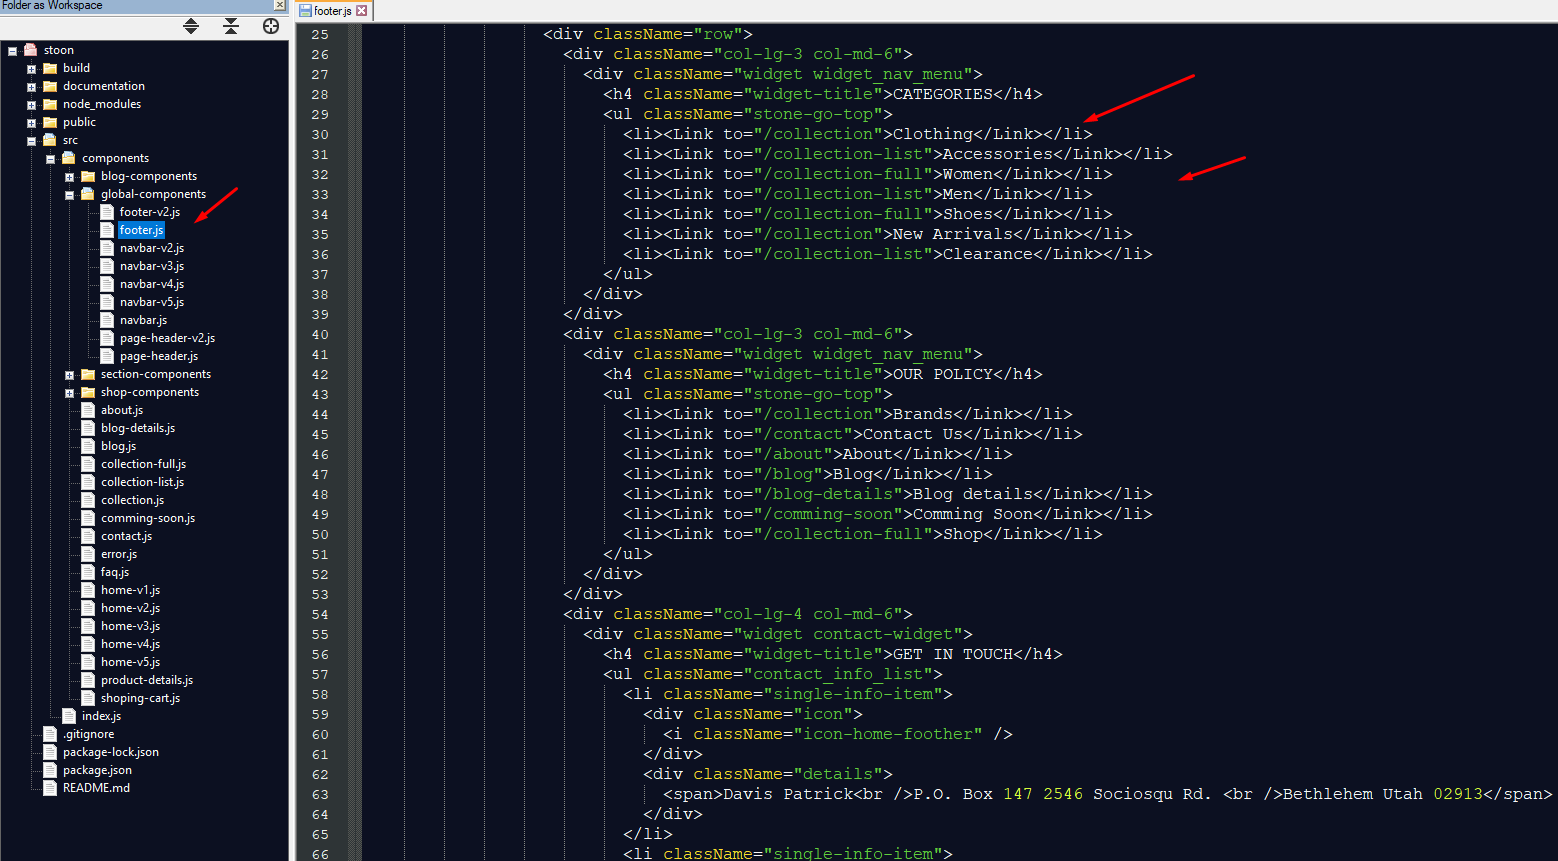 Folder as Workspace
stoon
build
documentation
node_modules
public
src
components
blog-components
global-components
footer-v2.js
footer.js
navbar-v2.js
navbar-v3.js
navbar-v4.js
navbar-v5.js
navbar.js
page-header-v2.js
page-header.js
section-components
shop-components
about.js
blog-details.js
blog.js
collection-full.js
collection-list.js
collection.js
comming-soon.js
contact.js
error.js
faq.js
home-v1.js
home-v2.js
home-v3.js
home-v4.js
home-v5.js
product-details.js
shoping-cart.js
index.js
.gitignore
package-lock.json
package.json
README.md
footer.js
25 <div className="row">
26 <div className="col-lg-3 col-md-6">
27 <div className="widget widget_nav_menu">
28 <h4 className="widget-title">CATEGORIES</h4>
29 <ul className="stone-go-top">
30 <li><Link to="/collection">Clothing</Link></li>
31 <li><Link to="/collection-list">Accessories</Link></li>
32 <li><Link to="/collection-full">Women</Link></li>
33 <li><Link to="/collection-list">Men</Link></li>
34 <li><Link to="/collection-full">Shoes</Link></li>
35 <li><Link to="/collection">New Arrivals</Link></li>
36 <li><Link to="/collection-list">Clearance</Link></li>
37 </ul>
38 </div>
39 </div>
40 <div className="col-lg-3 col-md-6">
41 <div className="widget widget_nav_menu">
42 <h4 className="widget-title">OUR POLICY</h4>
43 <ul className="stone-go-top">
44 <li><Link to="/collection">Brands</Link></li>
45 <li><Link to="/contact">Contact Us</Link></li>
46 <li><Link to="/about">About</Link></li>
47 <li><Link to="/blog">Blog</Link></li>
48 <li><Link to="/blog-details">Blog details</Link></li>
49 <li><Link to="/comming-soon">Comming Soon</Link></li>
50 <li><Link to="/collection-full">Shop</Link></li>
51 </ul>
52 </div>
53 </div>
54 <div className="col-lg-4 col-md-6">
55 <div className="widget contact-widget">
56 <h4 className="widget-title">GET IN TOUCH</h4>
57 <ul className="contact_info_list">
58 <li className="single-info-item">
59 <div className="icon">
60 <i className="icon-home-foother" />
61 </div>
62 <div className="details">
63 <span>Davis Patrick<br />P.O. Box 147 2546 Sociosqu Rd. <br />Bethlehem Utah 02913</span>
64 </div>
65 </li>
66 <li className="single-info-item">